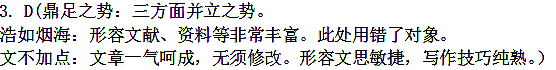 3. D(鼎足之势：三方面并立之势。
浩如烟海：形容文献、资料等非常丰富。此处用错了对象。
文不加点：文章一气呵成，无须修改。形容文思敏捷，写作技巧纯熟。)